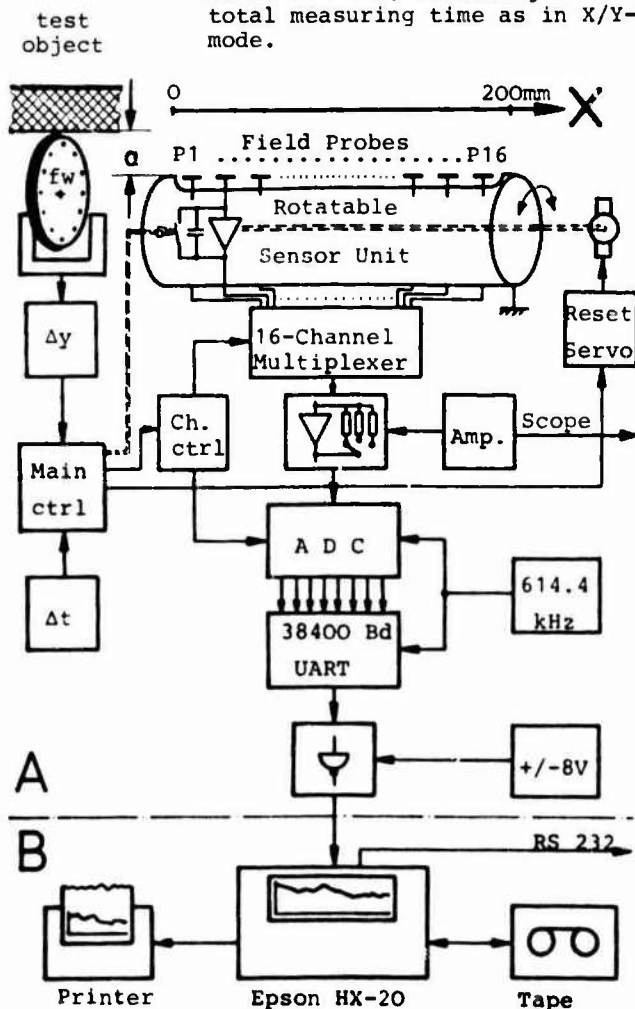 total measuring time as in X/Y-
mode.
test
object
0 200mm X'
Field Probes
P1 P16
a
fw
Rotatable
Sensor Unit
Δy
16-Channel
Multiplexer
Reset
Servo
Ch.
ctrl
Amp.
Scope
Main
ctrl
A D C
614.4
kHz
Δt
38400 Bd
UART
+/-8V
A
B
RS 232
Printer
Epson HX-20
Tape